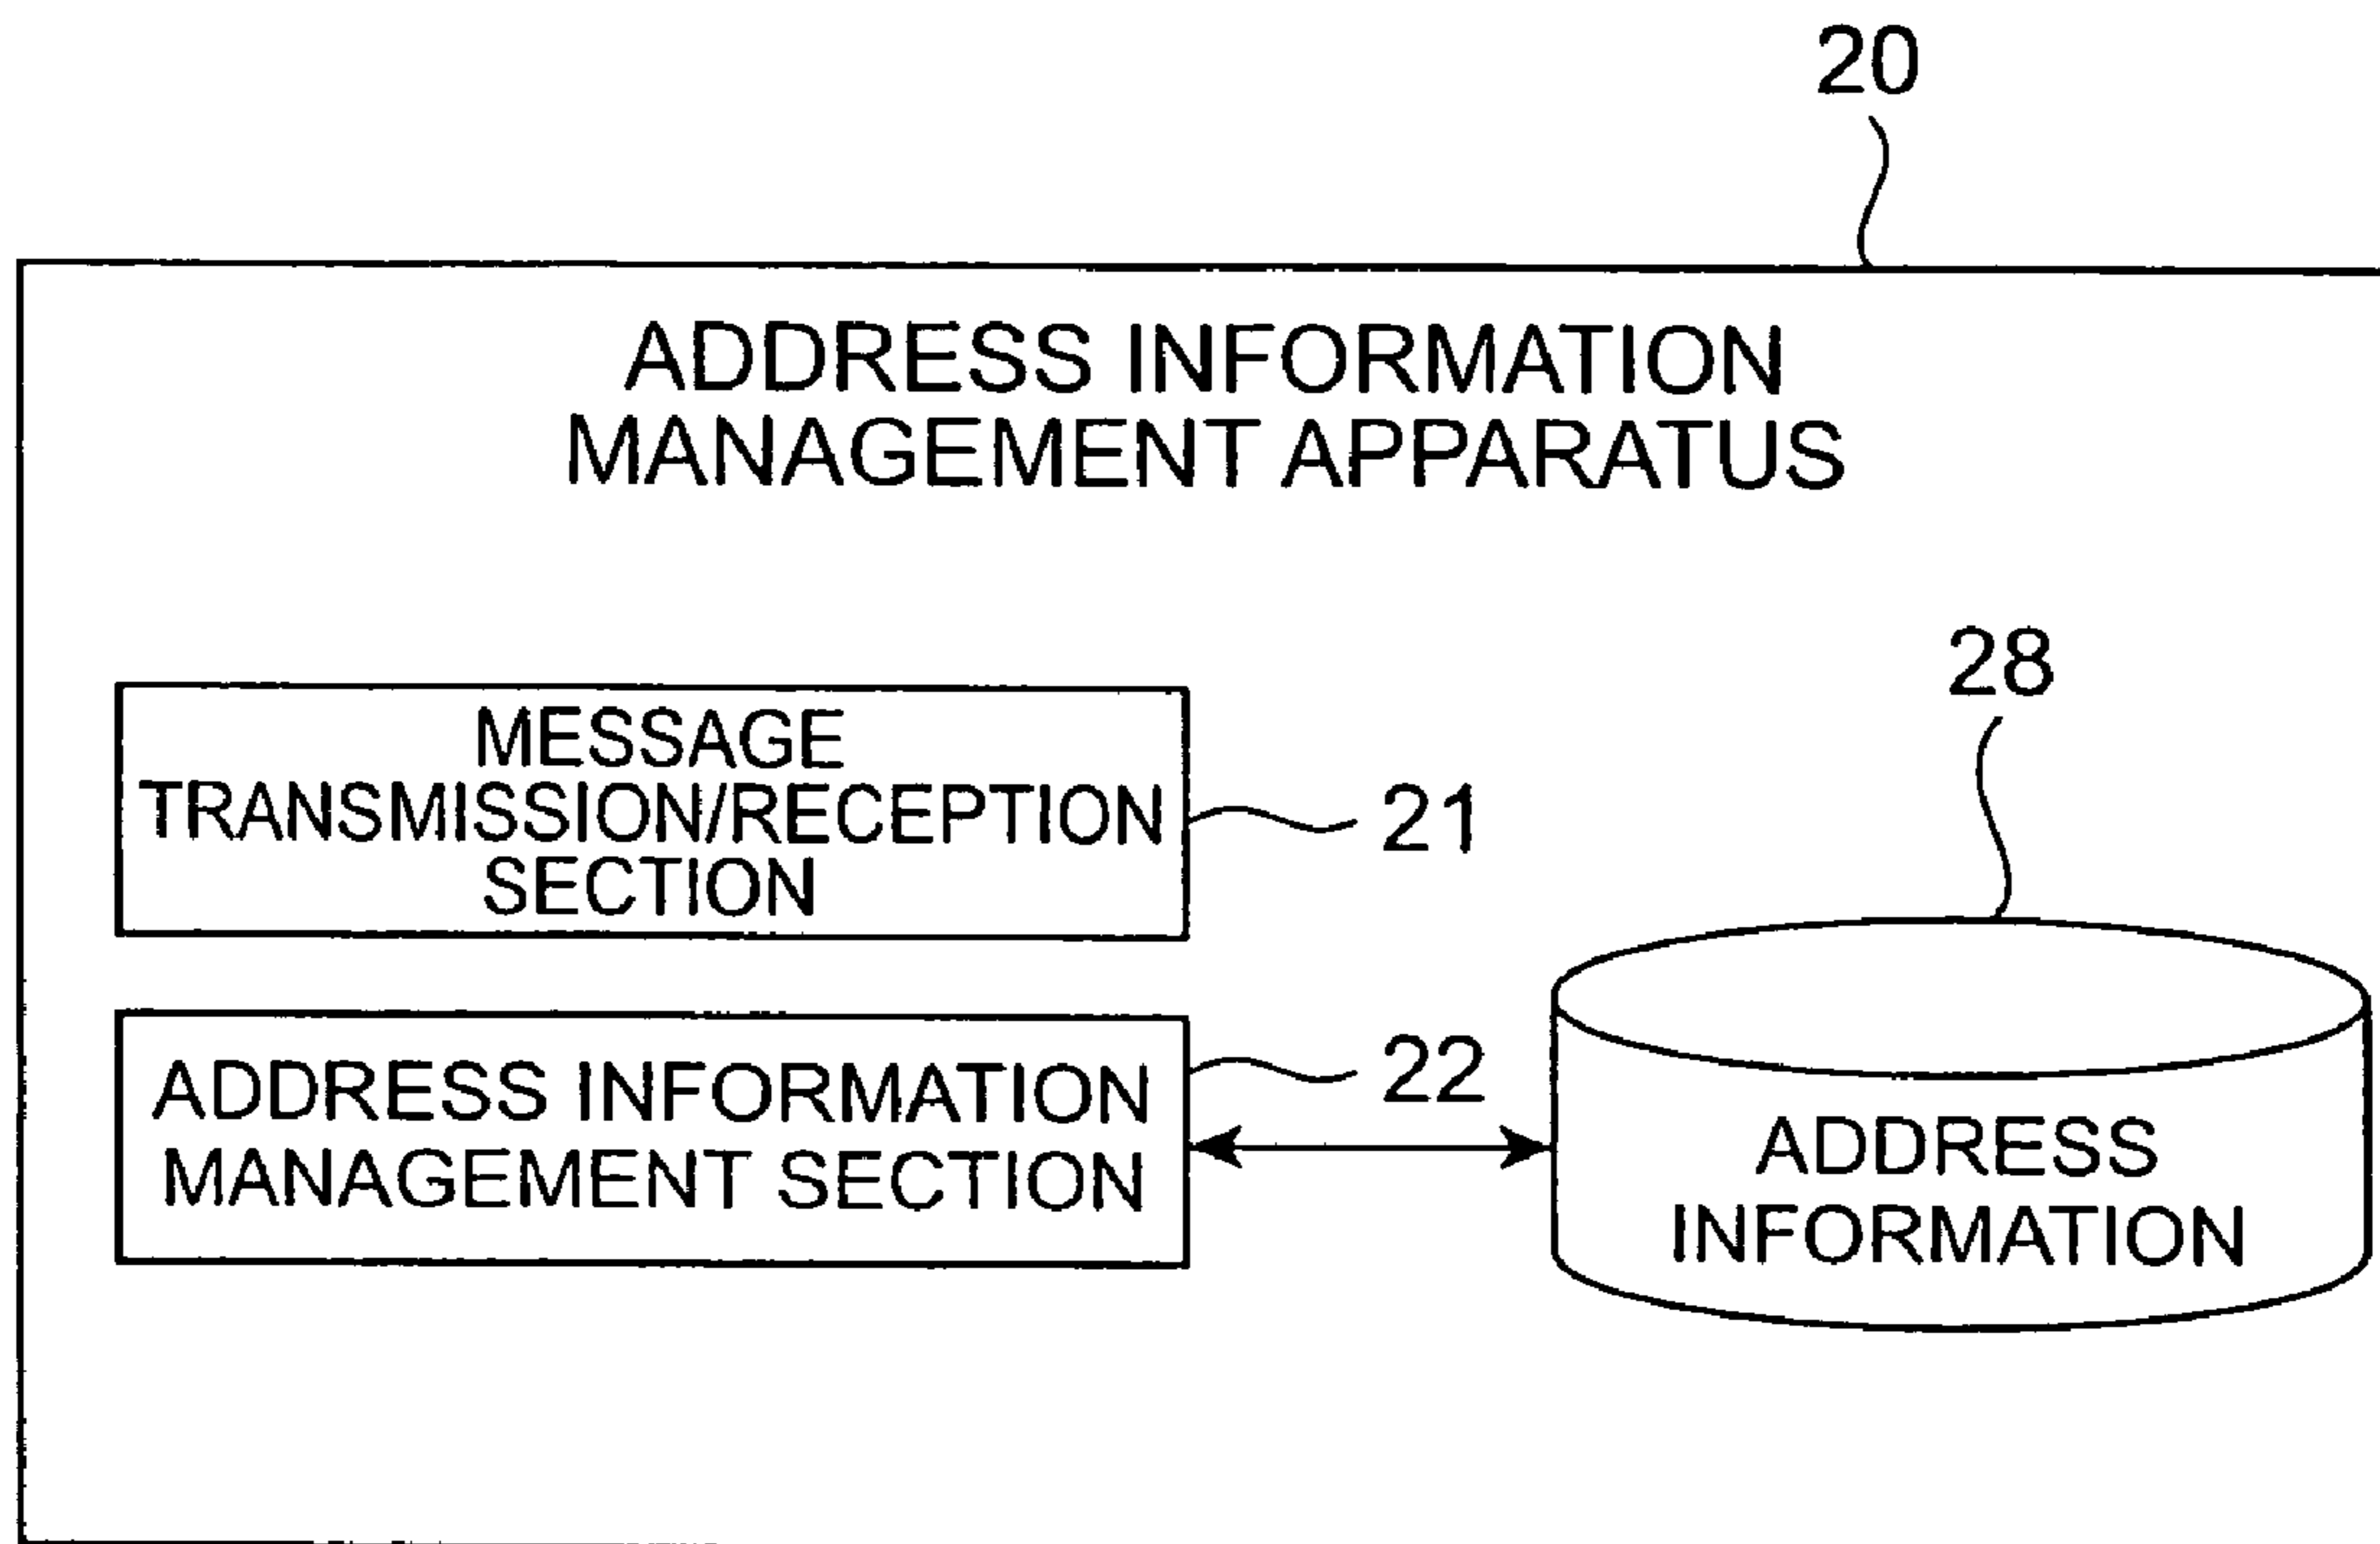 20
ADDRESS INFORMATION
MANAGEMENT APPARATUS
28
MESSAGE
TRANSMISSION/RECEPTION
SECTION
21
ADDRESS INFORMATION
MANAGEMENT SECTION
22
ADDRESS
INFORMATION